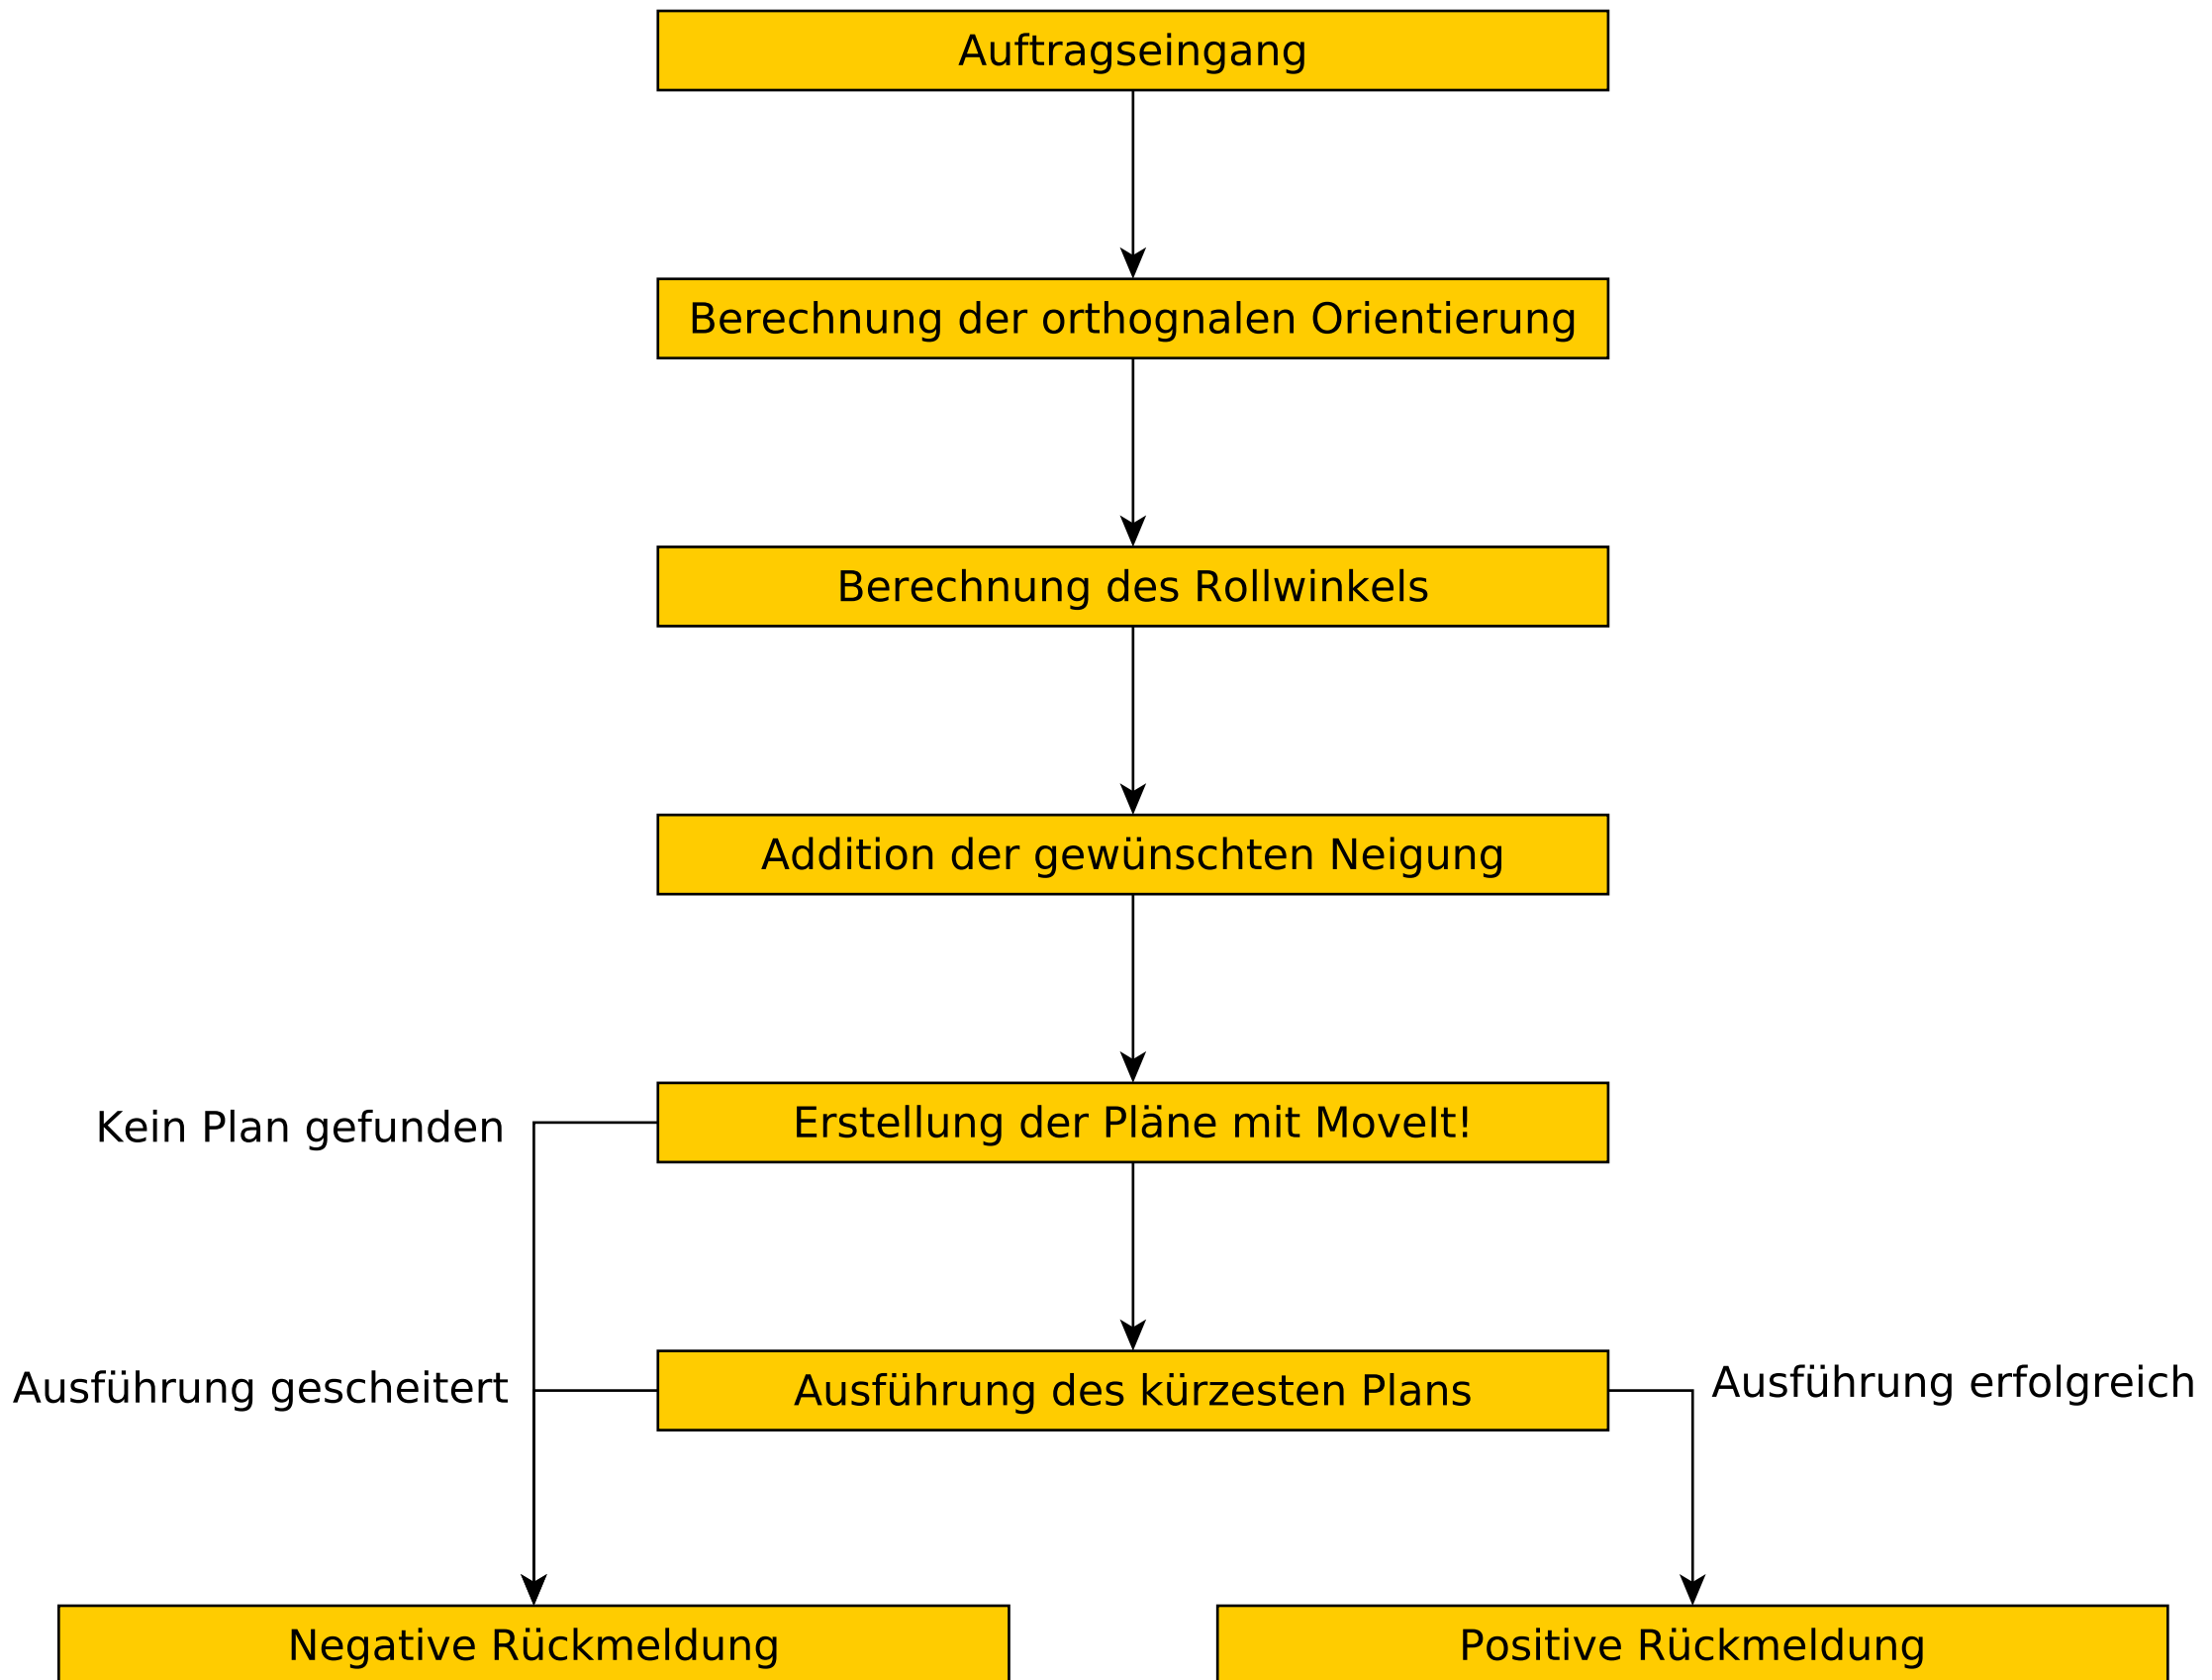 Auftragseingang
Berechnung der orthognalen Orientierung
Berechnung des Rollwinkels
Addition der gewünschten Neigung
Erstellung der Pläne mit MoveIt!
Kein Plan gefunden
Ausführung des kürzesten Plans
Ausführung gescheitert
Ausführung erfolgreich
Negative Rückmeldung
Positive Rückmeldung